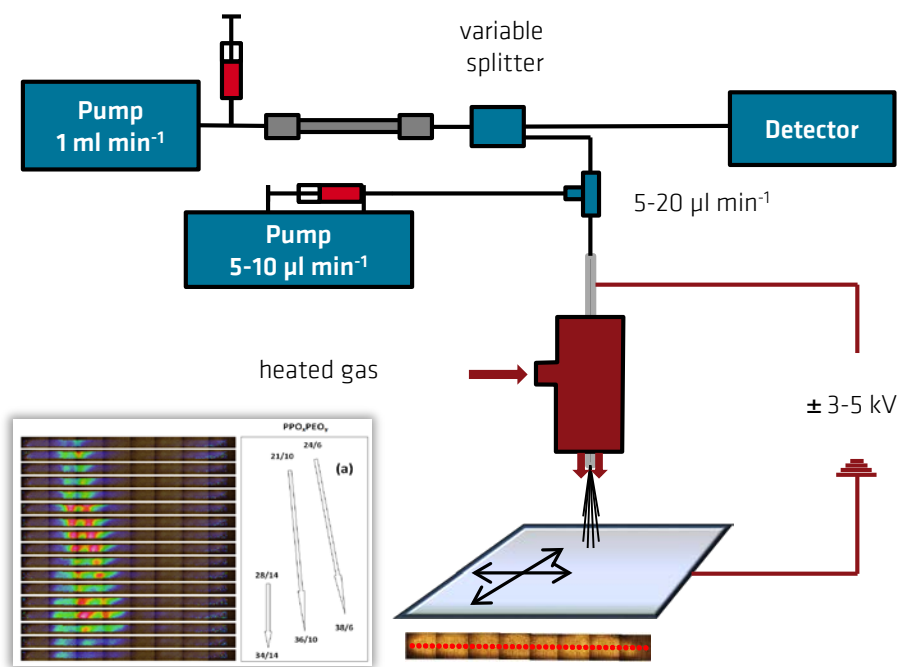 variable
splitter
Pump
1 ml min⁻¹
Detector
5-20 µl min⁻¹
Pump
5-10 µl min⁻¹
heated gas
± 3-5 kV
PPOₓPEOᵧ
24/6
21/10
(a)
28/14
38/6
36/10
34/14